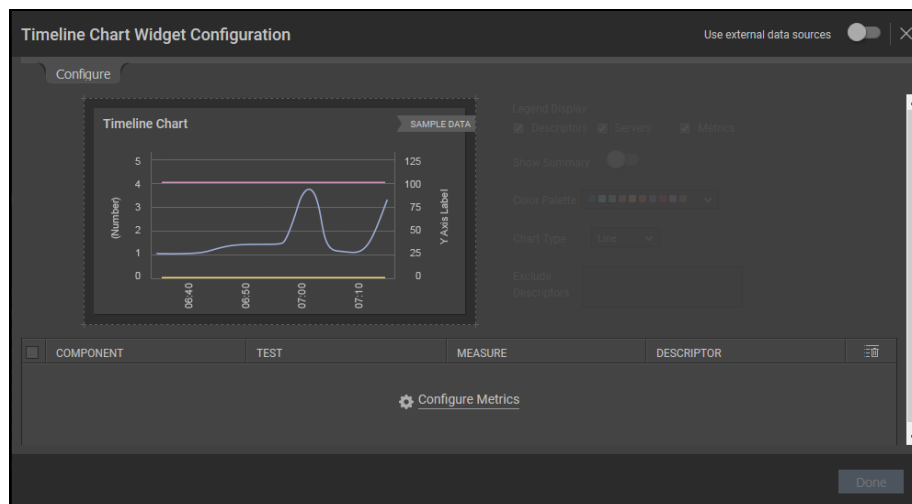 Timeline Chart Widget Configuration
Use external data sources
Configure
Timeline Chart
SAMPLE DATA
5
4
3
2
1
0
(Number)
125
100
75
50
25
0
Y Axis Label
06:40
06:50
07:00
07:10
Legend Display
Descriptors
Servers
Metrics
Show Summary
Color Palette
Chart Type
Line
Exclude
Descriptors
COMPONENT
TEST
MEASURE
DESCRIPTOR
Configure Metrics
Done